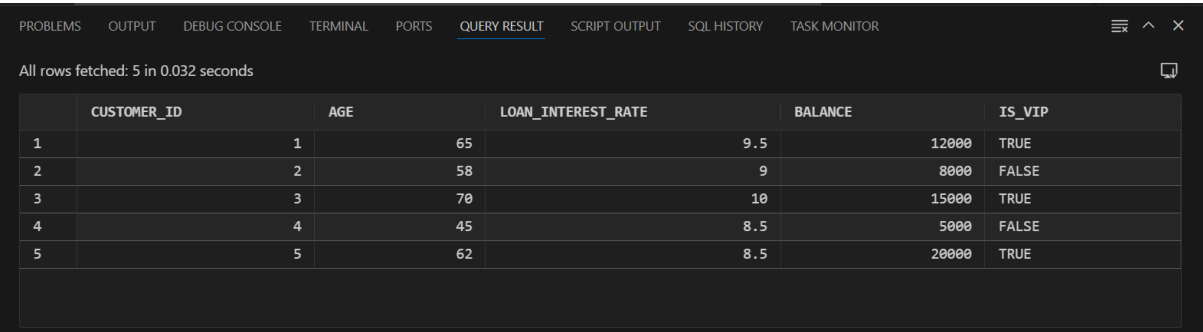 PROBLEMS OUTPUT DEBUG CONSOLE TERMINAL PORTS QUERY RESULT SCRIPT OUTPUT SQL HISTORY TASK MONITOR
All rows fetched: 5 in 0.032 seconds
CUSTOMER_ID AGE LOAN_INTEREST_RATE BALANCE IS_VIP
1 1 65 9.5 12000 TRUE
2 2 58 9 8000 FALSE
3 3 70 10 15000 TRUE
4 4 45 8.5 5000 FALSE
5 5 62 8.5 20000 TRUE